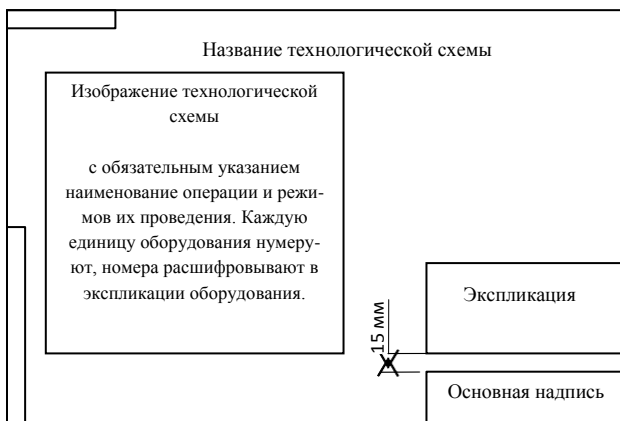 Название технологической схемы
Изображение технологической
схемы
с обязательным указанием
наименование операции и режи-
мов их проведения. Каждую
единицу оборудования нумеру-
ют, номера расшифровывают в
экспликации оборудования.
Экспликация
15 мм
Основная надпись